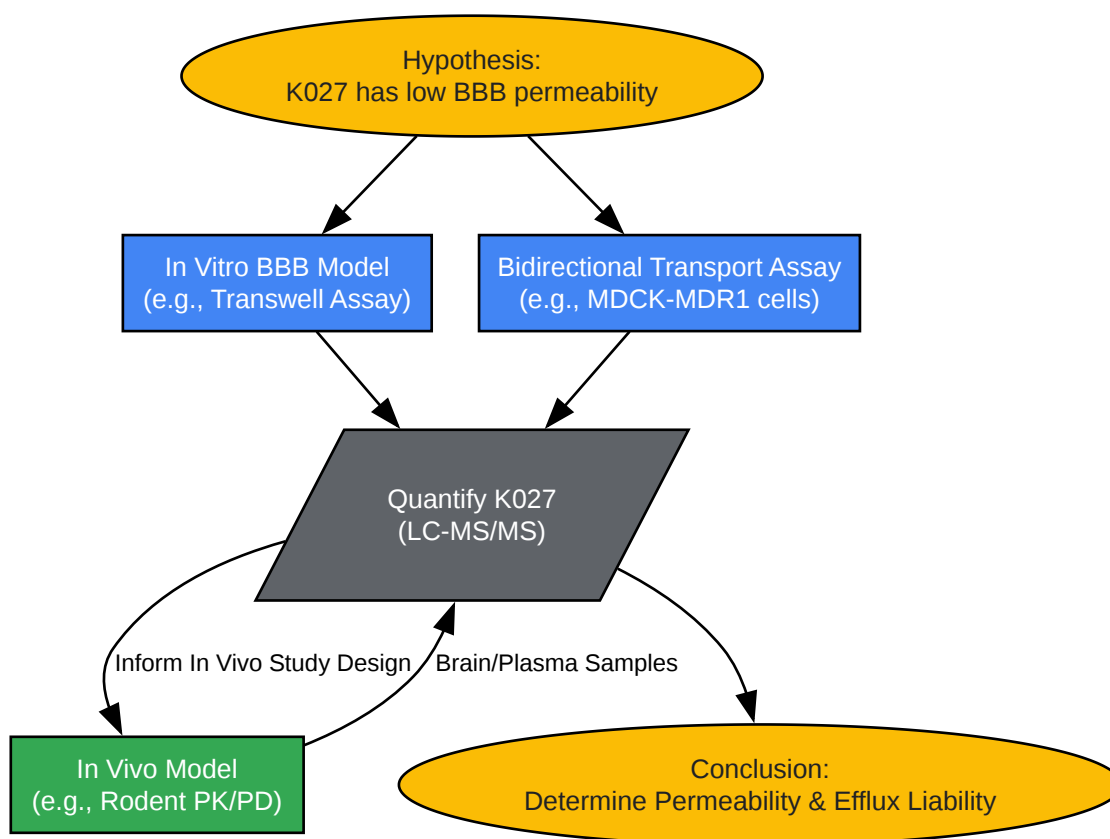 Hypothesis:
K027 has low BBB permeability
In Vitro BBB Model
(e.g., Transwell Assay)
Bidirectional Transport Assay
(e.g., MDCK-MDR1 cells)
Quantify K027
(LC-MS/MS)
Inform In Vivo Study Design
Brain/Plasma Samples
In Vivo Model
(e.g., Rodent PK/PD)
Conclusion:
Determine Permeability & Efflux Liability